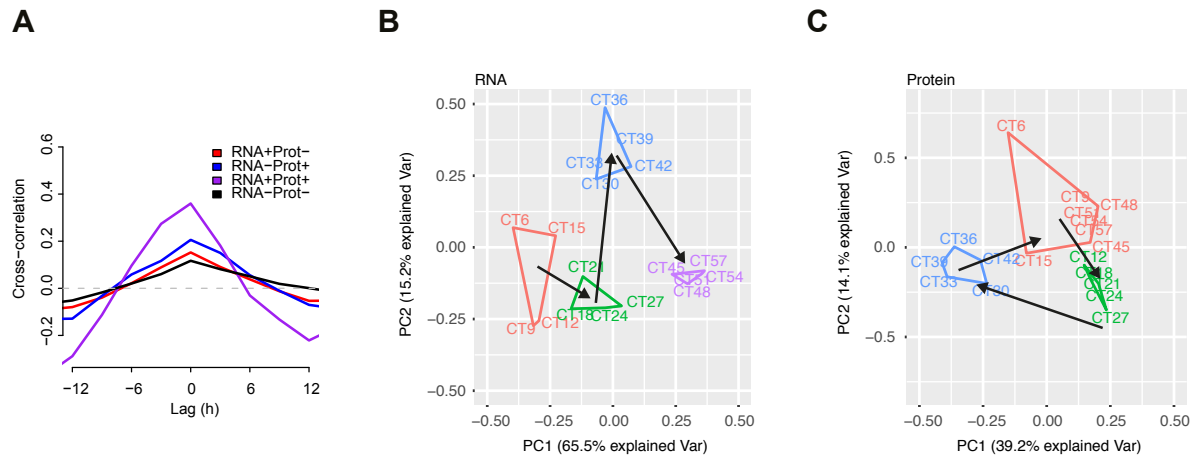 A
B
C
Cross-correlation
0.6
0.4
0.2
0.0
−0.2
RNA+Prot−
RNA−Prot+
RNA+Prot+
RNA−Prot−
−12
−6
0
6
12
Lag (h)
RNA
PC2 (15.2% explained Var)
0.50
0.25
0.00
−0.25
−0.50
CT36
CT39
CT33
CT42
CT30
CT6
CT15
CT21
CT57
CT45
CT54
CT51
CT48
CT27
CT9
CT12
CT18
CT24
−0.50
−0.25
0.00
0.25
0.50
PC1 (65.5% explained Var)
Protein
PC2 (14.1% explained Var)
0.5
0.0
−0.5
CT6
CT9
CT48
CT51
CT54
CT57
CT45
CT36
CT12
CT39
CT42
CT15
CT18
CT33
CT30
CT21
CT24
CT27
−0.50
−0.25
0.00
0.25
0.50
PC1 (39.2% explained Var)